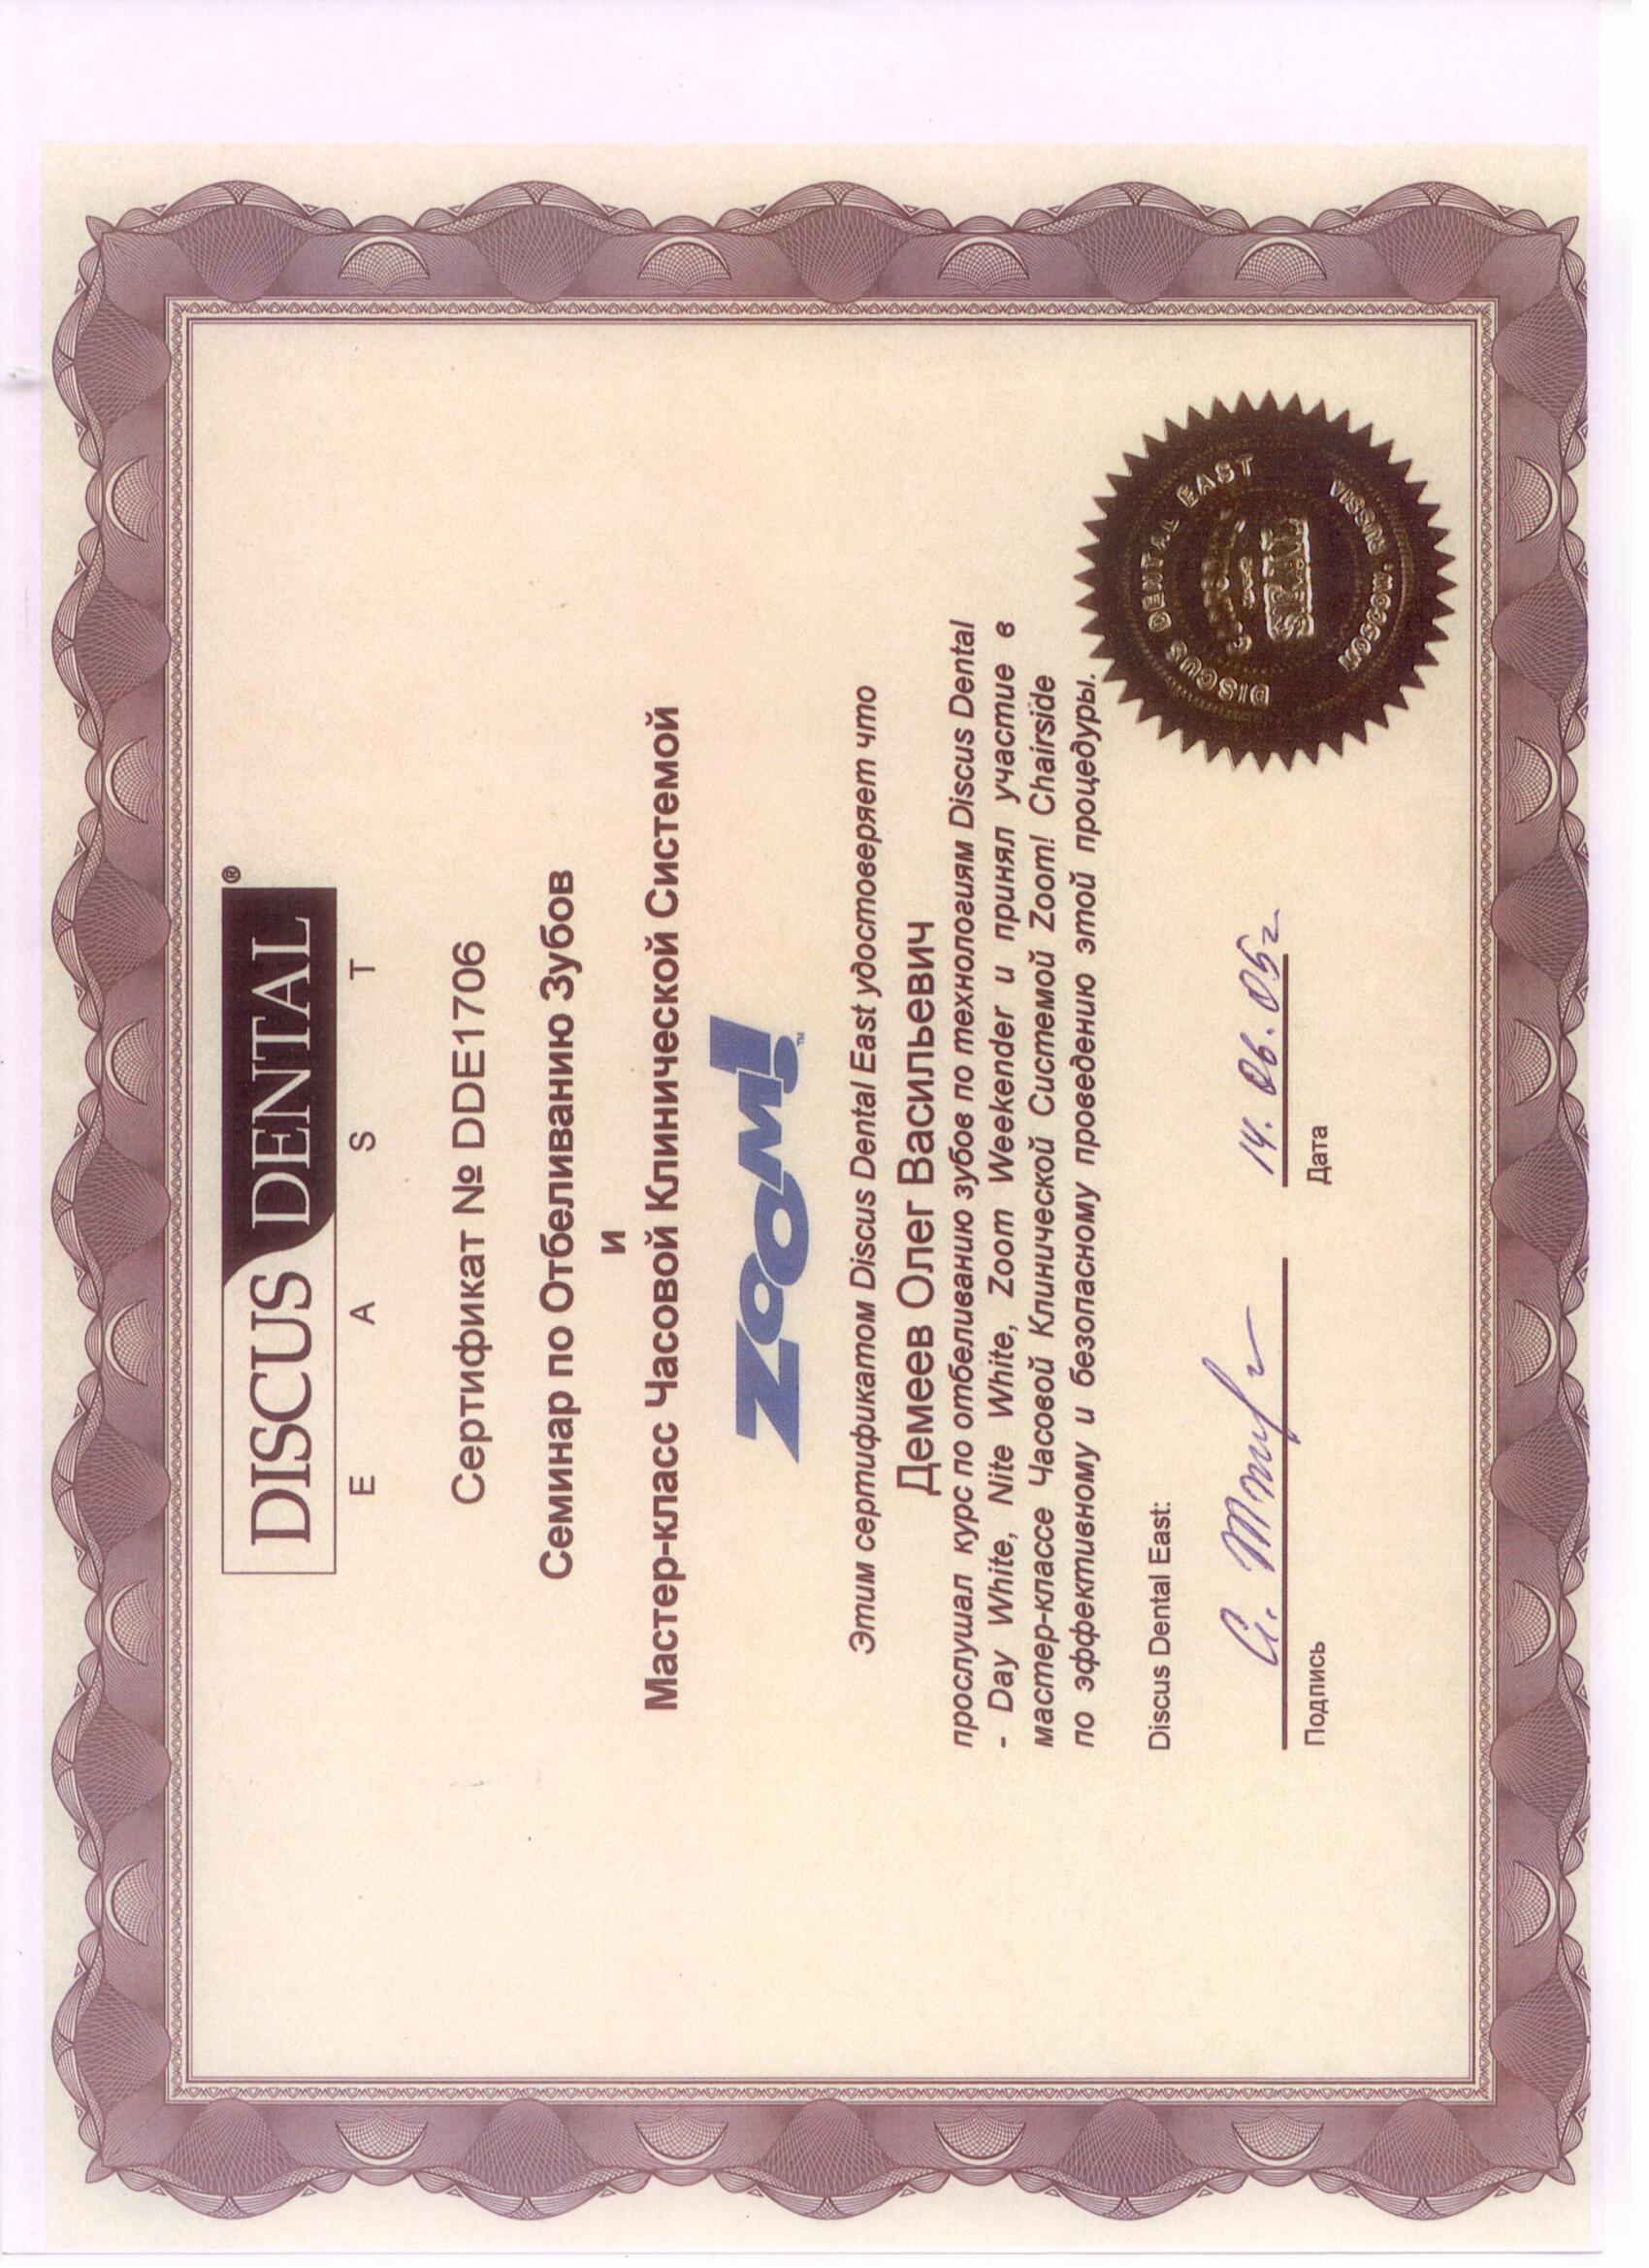 DISCUS DENTAL®
EAST
Сертификат № DDE1706
Семинар по Отбеливанию Зубов
и
Мастер-класс Часовой Клинической Системой
ZOOM!™
Этим сертификатом Discus Dental East удостоверяет что
Демеев Олег Васильевич
прослушал курс по отбеливанию зубов по технологиям Discus Dental
- Day White, Nite White, Zoom Weekender и принял участие в
мастер-классе Часовой Клинической Системой Zoom! Chairside
по эффективному и безопасному проведению этой процедуры.
Discus Dental East:
14.06.05г
Подпись Дата
DISCUS DENTAL EAST
SEAL
MOSCOW, RUSSIA